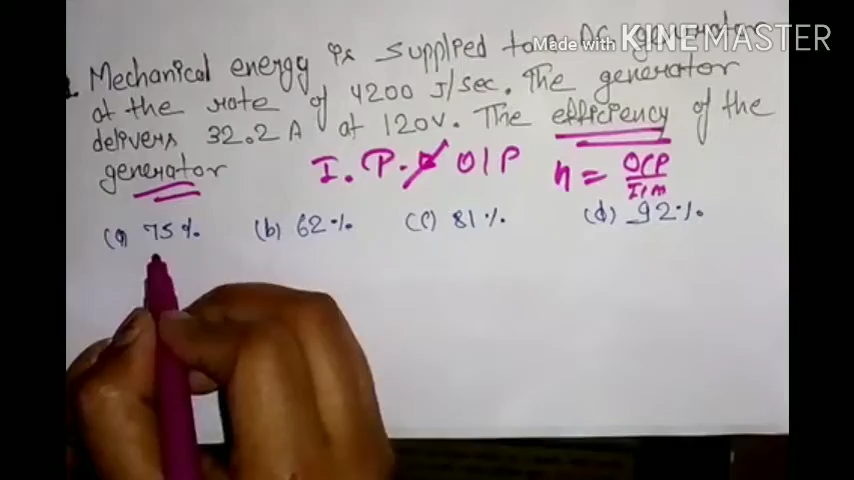 Mechanical energy is supplied to a DC generator
at the rate of 4200 J/sec. The generator
delivers 32.2 A at 120V. The efficiency of the
generator
I.P. O/P η = O/P
(a) 75% (b) 62% (c) 81% (d) 92%
Made with KINEMASTER